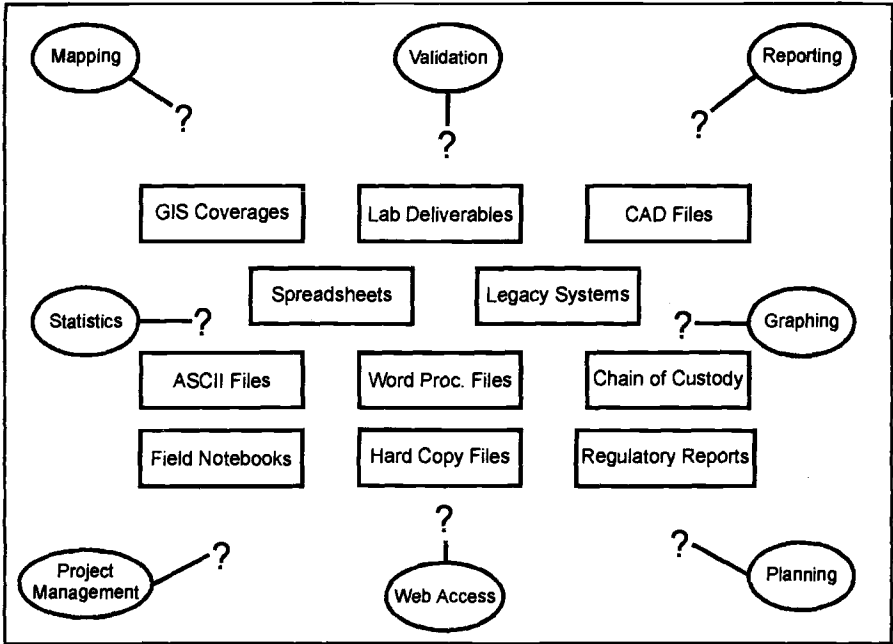 Mapping
Validation
Reporting
?
?
?
GIS Coverages
Lab Deliverables
CAD Files
Spreadsheets
Legacy Systems
Statistics
?
?
Graphing
ASCII Files
Word Proc. Files
Chain of Custody
Field Notebooks
Hard Copy Files
Regulatory Reports
?
?
?
Project
Management
Web Access
Planning